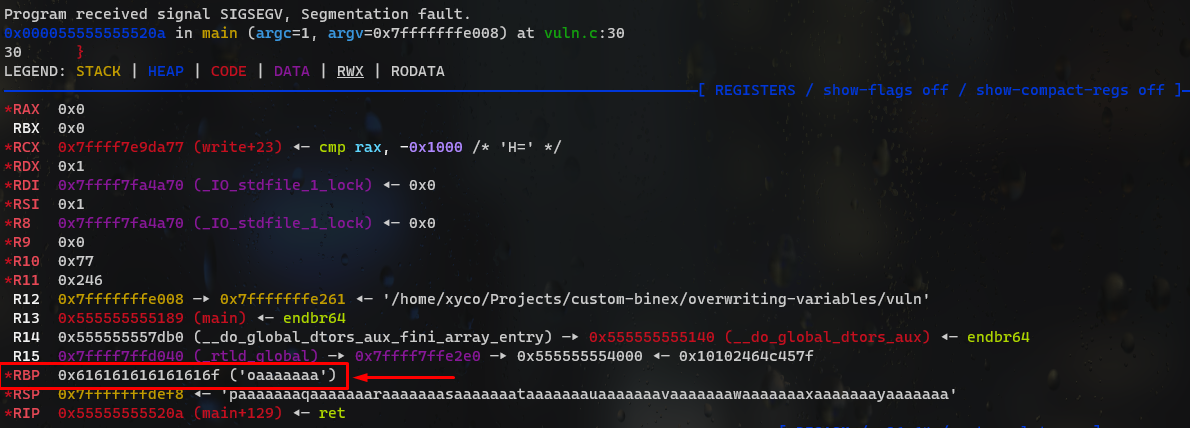 Program received signal SIGSEGV, Segmentation fault.
0x000055555555520a in main (argc=1, argv=0x7fffffffe008) at vuln.c:30
30 }
LEGEND: STACK | HEAP | CODE | DATA | RWX | RODATA
[ REGISTERS / show-flags off / show-compact-regs off ]
*RAX 0x0
RBX 0x0
*RCX 0x7ffff7e9da77 (write+23) ◂— cmp rax, -0x1000 /* 'H=' */
*RDX 0x1
*RDI 0x7ffff7fa4a70 (_IO_stdfile_1_lock) ◂— 0x0
*RSI 0x1
*R8 0x7ffff7fa4a70 (_IO_stdfile_1_lock) ◂— 0x0
*R9 0x0
*R10 0x77
*R11 0x246
R12 0x7fffffffe008 —▸ 0x7fffffffe261 ◂— '/home/xyco/Projects/custom-binex/overwriting-variables/vuln'
R13 0x555555555189 (main) ◂— endbr64
R14 0x555555557db0 (__do_global_dtors_aux_fini_array_entry) —▸ 0x555555555140 (__do_global_dtors_aux) ◂— endbr64
R15 0x7ffff7ffd040 (_rtld_global) —▸ 0x7ffff7ffe2e0 —▸ 0x555555554000 ◂— 0x10102464c457f
*RBP 0x616161616161616f ('oaaaaaaa')
*RSP 0x7fffffffdef8 ◂— 'paaaaaaaqaaaaaaaraaaaaaasaaaaaaataaaaaaauaaaaaaavaaaaaaawaaaaaaaxaaaaaaayaaaaaaa'
*RIP 0x55555555520a (main+129) ◂— ret